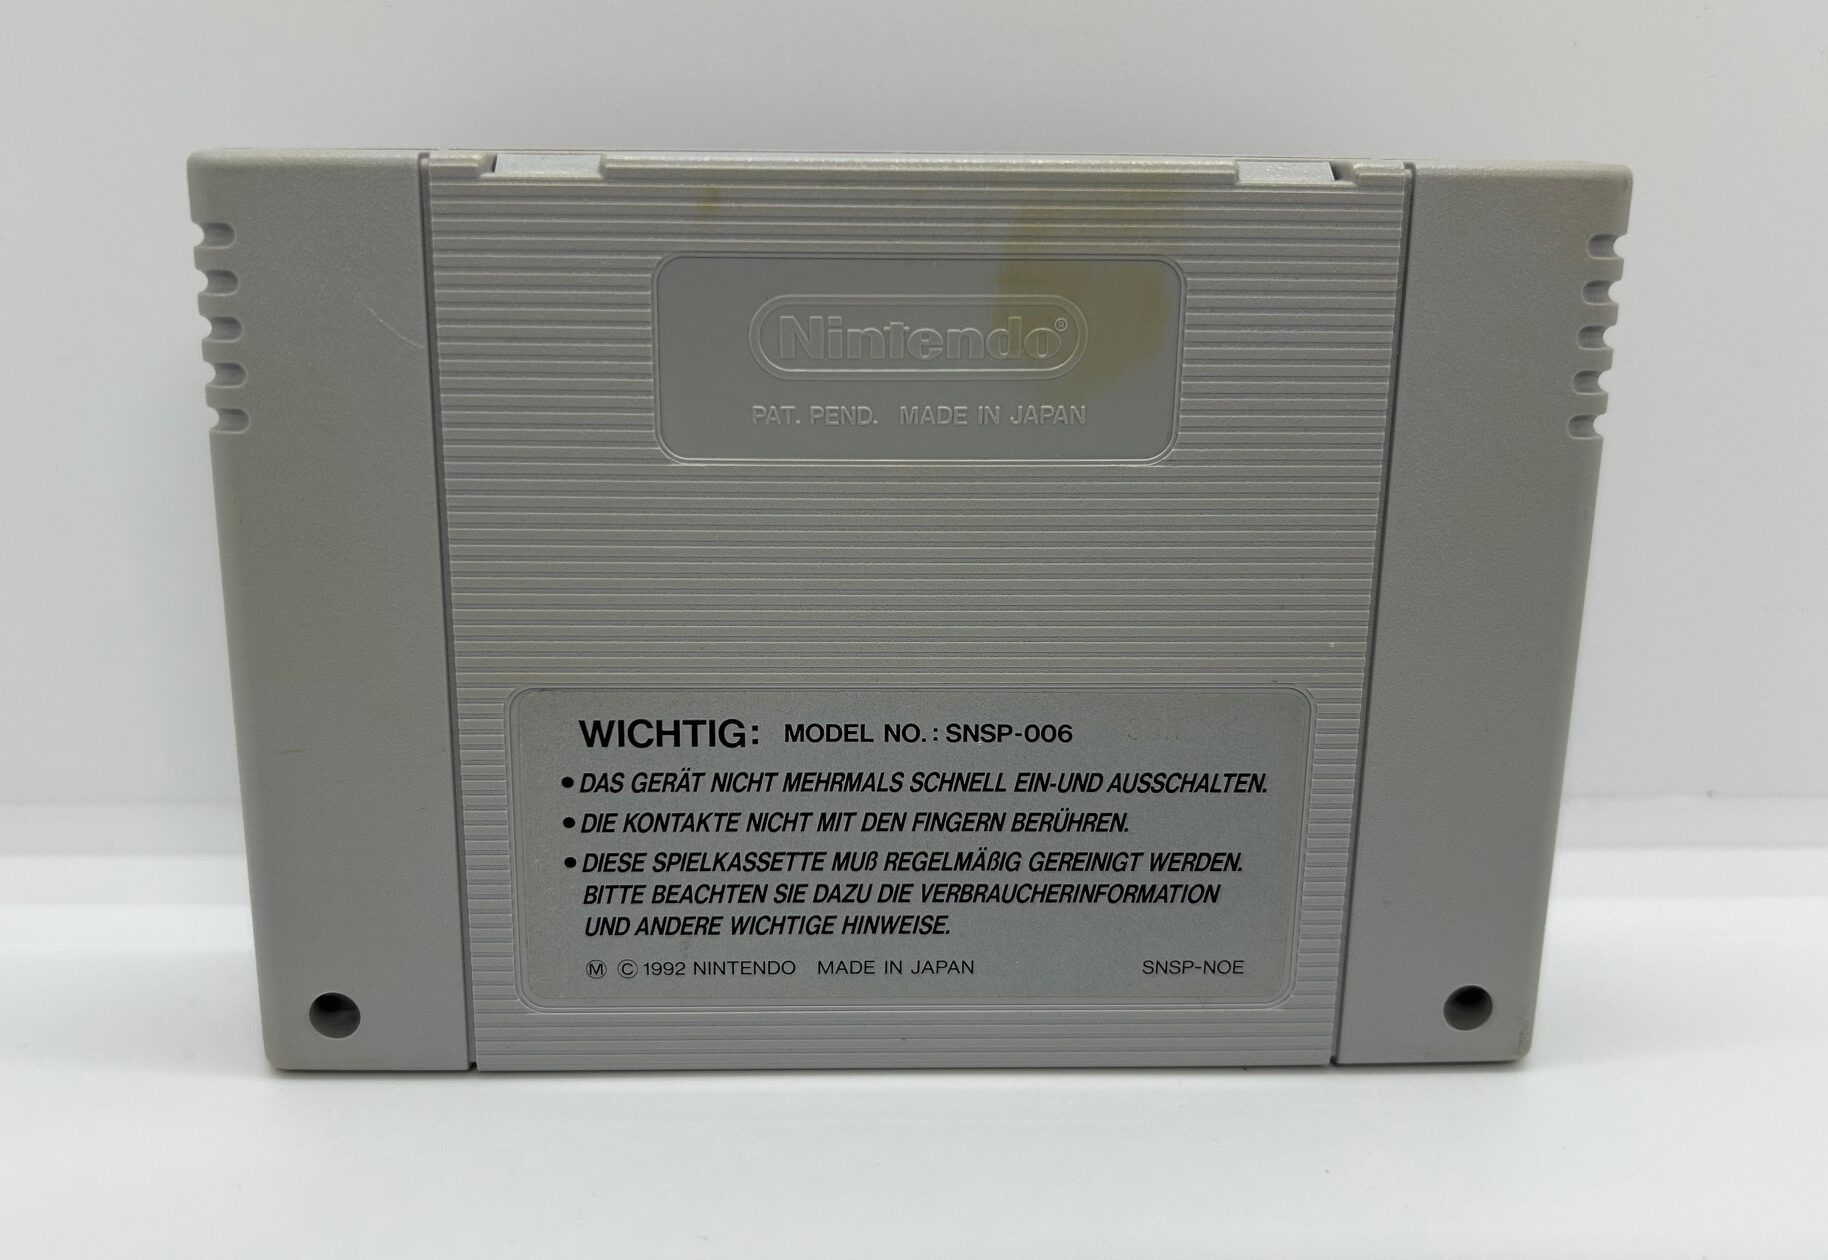 Nintendo®
PAT. PEND. MADE IN JAPAN
WICHTIG: MODEL NO.: SNSP-006
• DAS GERÄT NICHT MEHRMALS SCHNELL EIN-UND AUSSCHALTEN.
• DIE KONTAKTE NICHT MIT DEN FINGERN BERÜHREN.
• DIESE SPIELKASSETTE MUß REGELMÄßIG GEREINIGT WERDEN.
BITTE BEACHTEN SIE DAZU DIE VERBRAUCHERINFORMATION
UND ANDERE WICHTIGE HINWEISE.
Ⓜ © 1992 NINTENDO MADE IN JAPAN SNSP-NOE